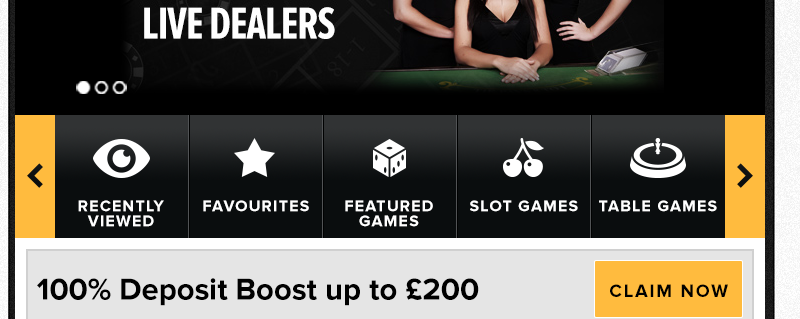 LIVE DEALERS
RECENTLY
VIEWED
FAVOURITES
FEATURED
GAMES
SLOT GAMES
TABLE GAMES
100% Deposit Boost up to £200
CLAIM NOW